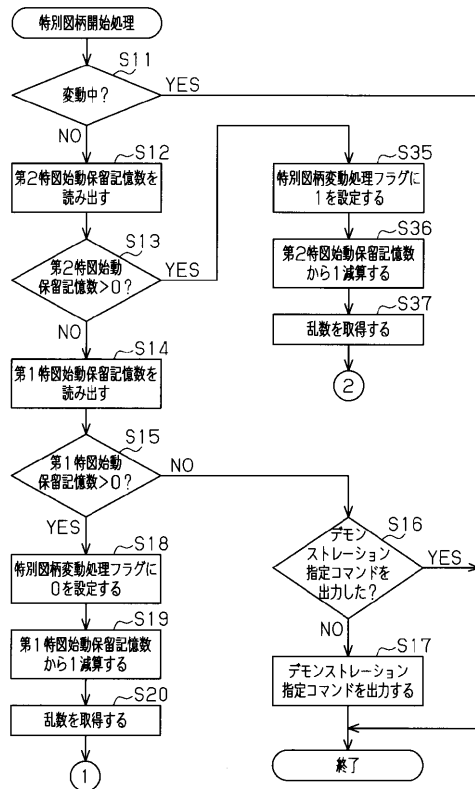 特別図柄開始処理
S11
変動中?
YES
NO
S12
第2特図始動保留記憶数を
読み出す
S13
第2特図始動
保留記憶数>0?
YES
NO
S35
特別図柄変動処理フラグに
1を設定する
S36
第2特図始動保留記憶数
から1減算する
S37
乱数を取得する
2
S14
第1特図始動保留記憶数を
読み出す
S15
第1特図始動
保留記憶数>0?
NO
YES
S16
デモン
ストレーション
指定コマンドを
出力した?
YES
NO
S17
デモンストレーション
指定コマンドを出力する
終了
S18
特別図柄変動処理フラグに
0を設定する
S19
第1特図始動保留記憶数
から1減算する
S20
乱数を取得する
1